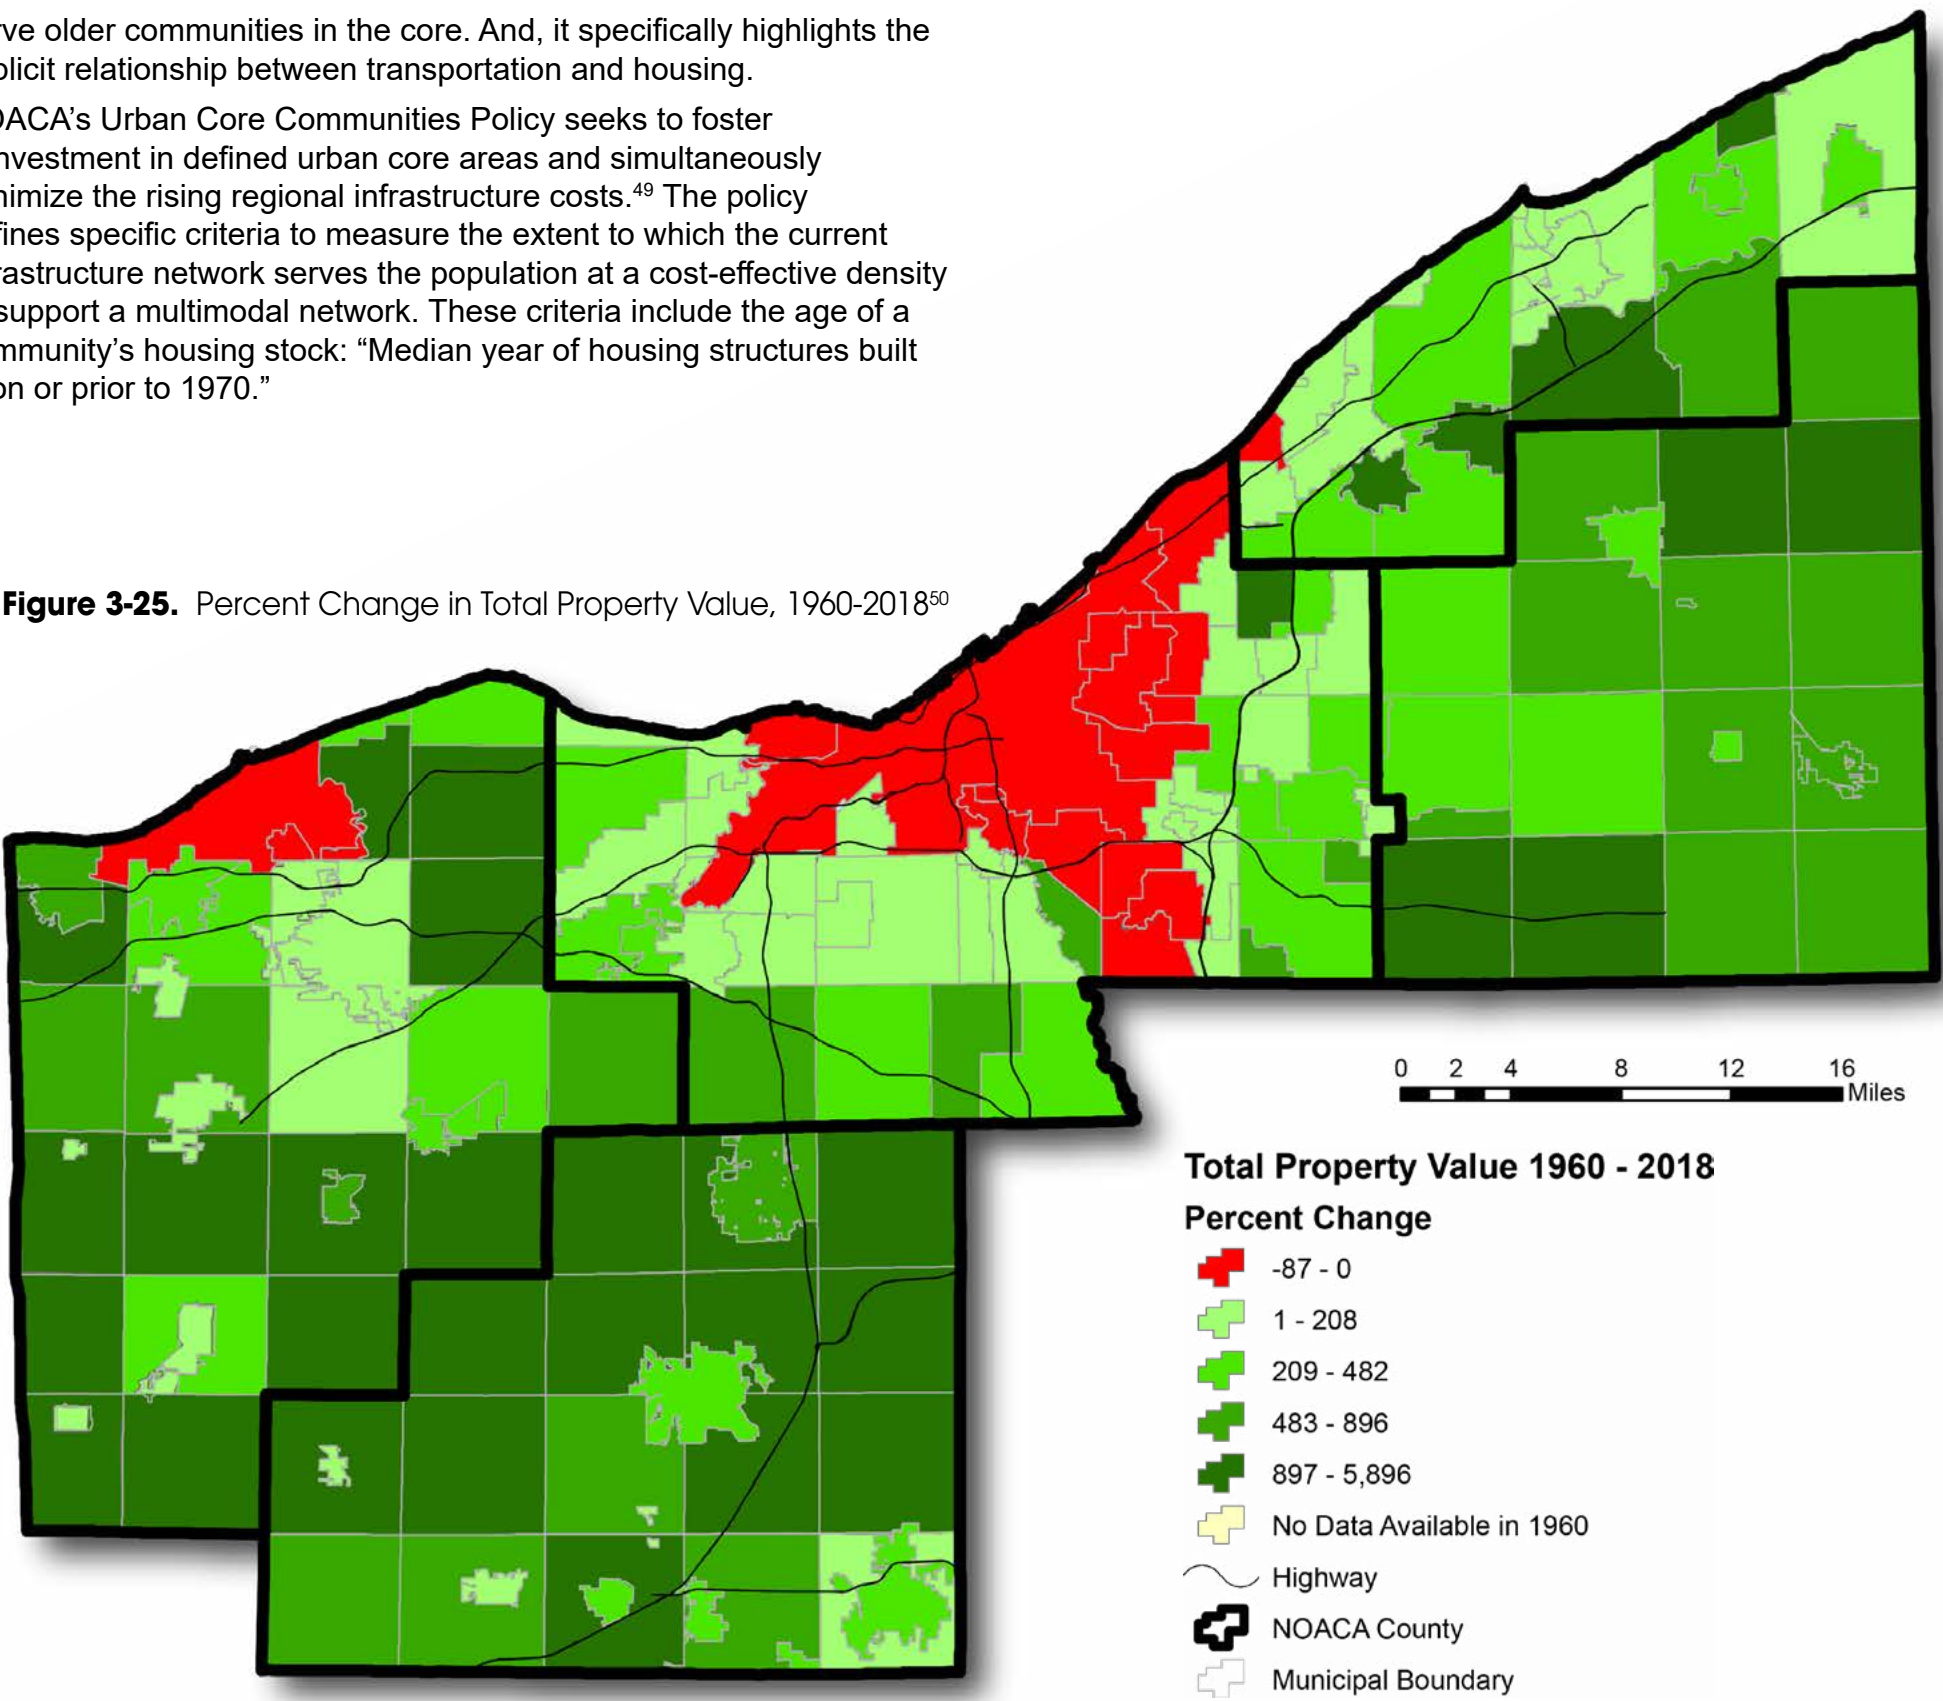 rve older communities in the core. And, it specifically highlights the
plicit relationship between transportation and housing.
OACA’s Urban Core Communities Policy seeks to foster
nvestment in defined urban core areas and simultaneously
nimize the rising regional infrastructure costs.49 The policy
fines specific criteria to measure the extent to which the current
rastructure network serves the population at a cost-effective density
support a multimodal network. These criteria include the age of a
mmunity’s housing stock: “Median year of housing structures built
on or prior to 1970.”
Figure 3-25. Percent Change in Total Property Value, 1960-201850
0 2 4 8 12 16
Miles
Total Property Value 1960 - 2018
Percent Change
-87 - 0
1 - 208
209 - 482
483 - 896
897 - 5,896
No Data Available in 1960
Highway
NOACA County
Municipal Boundary